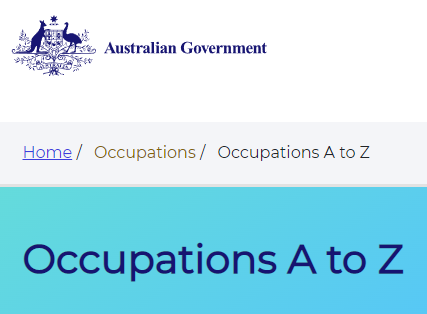 Australian Government
Home / Occupations / Occupations A to Z
Occupations A to Z